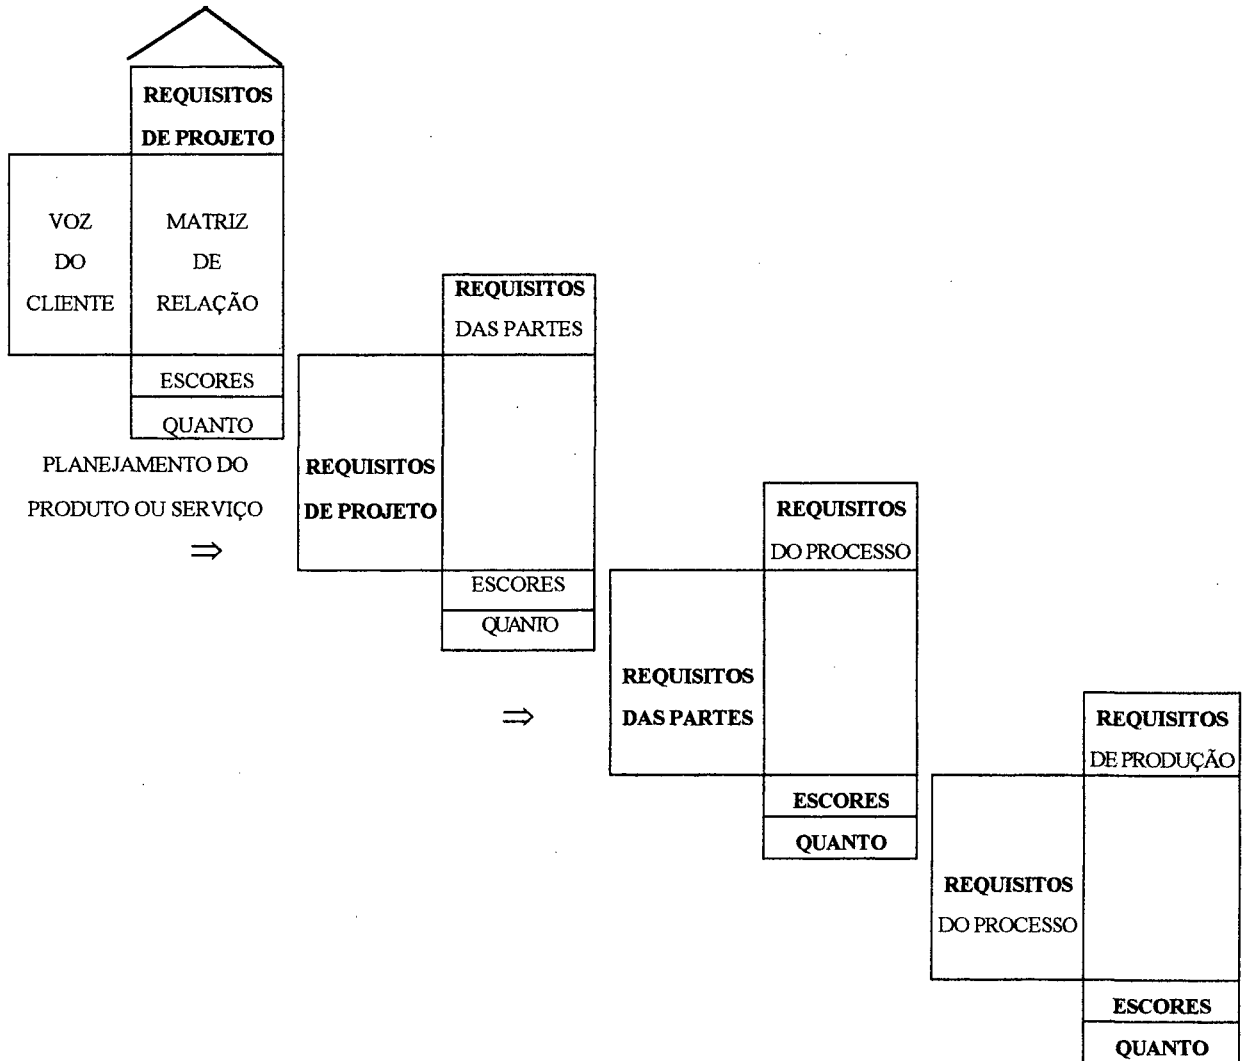 REQUISITOS
DE PROJETO
VOZ
DO
CLIENTE
MATRIZ
DE
RELAÇÃO
ESCORES
QUANTO
PLANEJAMENTO DO
PRODUTO OU SERVIÇO
⇒
REQUISITOS
DAS PARTES
REQUISITOS
DE PROJETO
ESCORES
QUANTO
⇒
REQUISITOS
DO PROCESSO
REQUISITOS
DAS PARTES
ESCORES
QUANTO
REQUISITOS
DE PRODUÇÃO
REQUISITOS
DO PROCESSO
ESCORES
QUANTO